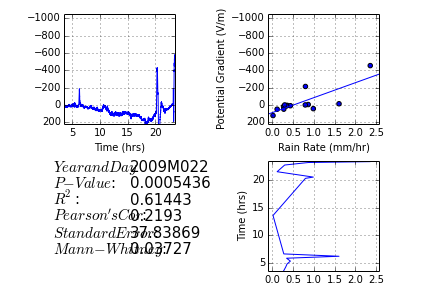 −1000
−800
−600
−400
−200
0
200
5 10 15 20
Time (hrs)
Potential Gradient (V/m)
−1000
−800
−600
−400
−200
0
200
0.0 0.5 1.0 1.5 2.0 2.5
Rain Rate (mm/hr)
YearandDay: 2009M022
P−Value: 0.0005436
R²: 0.61443
Pearson'sCor: 0.2193
StandardError: 37.83869
Mann−Whitney: 0.03727
Time (hrs)
20
15
10
5
0.0 0.5 1.0 1.5 2.0 2.5